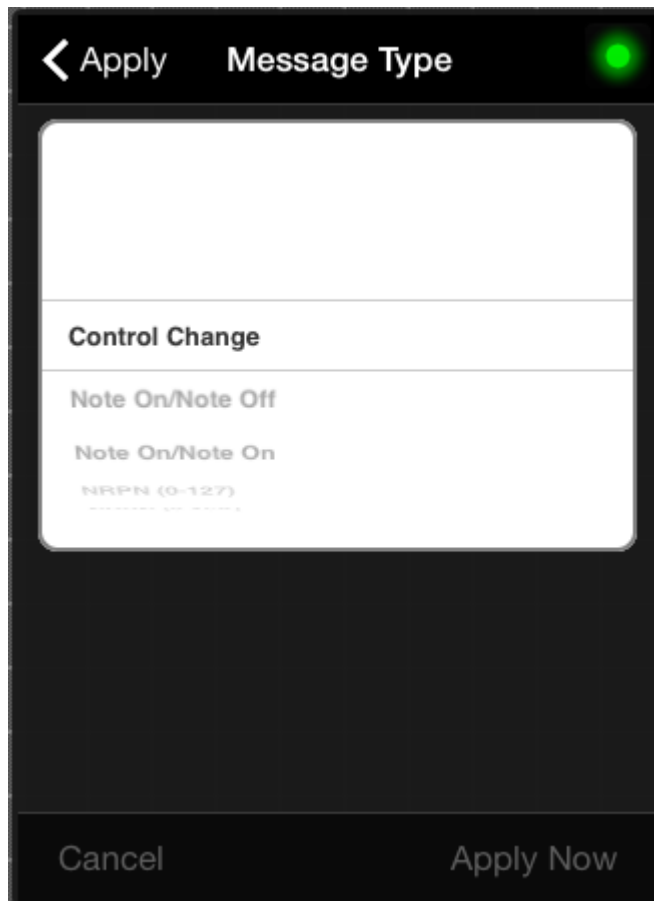 Apply Message Type
Control Change
Note On/Note Off
Note On/Note On
NRPN (0-127)
Cancel Apply Now